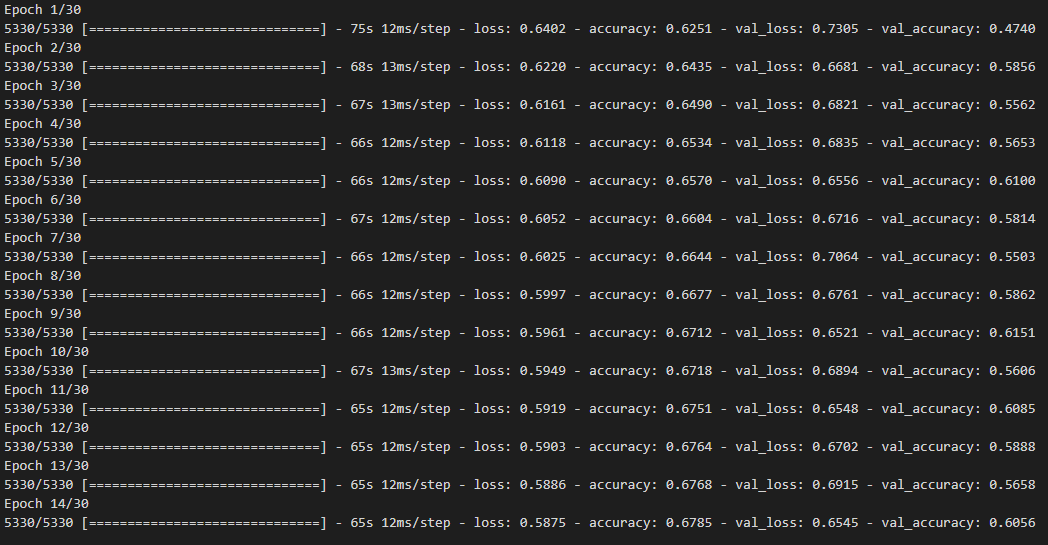 Epoch 1/30
5330/5330 [==============================] - 75s 12ms/step - loss: 0.6402 - accuracy: 0.6251 - val_loss: 0.7305 - val_accuracy: 0.4740
Epoch 2/30
5330/5330 [==============================] - 68s 13ms/step - loss: 0.6220 - accuracy: 0.6435 - val_loss: 0.6681 - val_accuracy: 0.5856
Epoch 3/30
5330/5330 [==============================] - 67s 13ms/step - loss: 0.6161 - accuracy: 0.6490 - val_loss: 0.6821 - val_accuracy: 0.5562
Epoch 4/30
5330/5330 [==============================] - 66s 12ms/step - loss: 0.6118 - accuracy: 0.6534 - val_loss: 0.6835 - val_accuracy: 0.5653
Epoch 5/30
5330/5330 [==============================] - 66s 12ms/step - loss: 0.6090 - accuracy: 0.6570 - val_loss: 0.6556 - val_accuracy: 0.6100
Epoch 6/30
5330/5330 [==============================] - 67s 12ms/step - loss: 0.6052 - accuracy: 0.6604 - val_loss: 0.6716 - val_accuracy: 0.5814
Epoch 7/30
5330/5330 [==============================] - 66s 12ms/step - loss: 0.6025 - accuracy: 0.6644 - val_loss: 0.7064 - val_accuracy: 0.5503
Epoch 8/30
5330/5330 [==============================] - 66s 12ms/step - loss: 0.5997 - accuracy: 0.6677 - val_loss: 0.6761 - val_accuracy: 0.5862
Epoch 9/30
5330/5330 [==============================] - 66s 12ms/step - loss: 0.5961 - accuracy: 0.6712 - val_loss: 0.6521 - val_accuracy: 0.6151
Epoch 10/30
5330/5330 [==============================] - 67s 13ms/step - loss: 0.5949 - accuracy: 0.6718 - val_loss: 0.6894 - val_accuracy: 0.5606
Epoch 11/30
5330/5330 [==============================] - 65s 12ms/step - loss: 0.5919 - accuracy: 0.6751 - val_loss: 0.6548 - val_accuracy: 0.6085
Epoch 12/30
5330/5330 [==============================] - 65s 12ms/step - loss: 0.5903 - accuracy: 0.6764 - val_loss: 0.6702 - val_accuracy: 0.5888
Epoch 13/30
5330/5330 [==============================] - 65s 12ms/step - loss: 0.5886 - accuracy: 0.6768 - val_loss: 0.6915 - val_accuracy: 0.5658
Epoch 14/30
5330/5330 [==============================] - 65s 12ms/step - loss: 0.5875 - accuracy: 0.6785 - val_loss: 0.6545 - val_accuracy: 0.6056